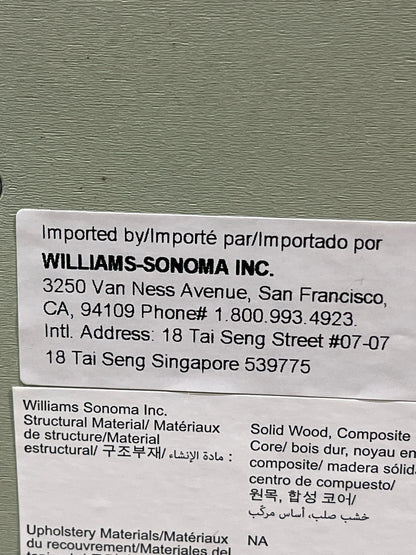 Imported by/Importé par/Importado por
WILLIAMS-SONOMA INC.
3250 Van Ness Avenue, San Francisco,
CA, 94109 Phone# 1.800.993.4923.
Intl. Address: 18 Tai Seng Street #07-07
18 Tai Seng Singapore 539775
Williams Sonoma Inc.
Structural Material/ Matériaux
de structure/Material
estructural/ 구조부재/ مادة الإنشاء :
Solid Wood, Composite
Core/ bois dur, noyau en
composite/ madera sólida
centro de compuesto/
원목, 합성 코어/
خشب صلب، أساس مركّب
Upholstery Materials/Matériaux
du recouvrement/Materiales del
NA